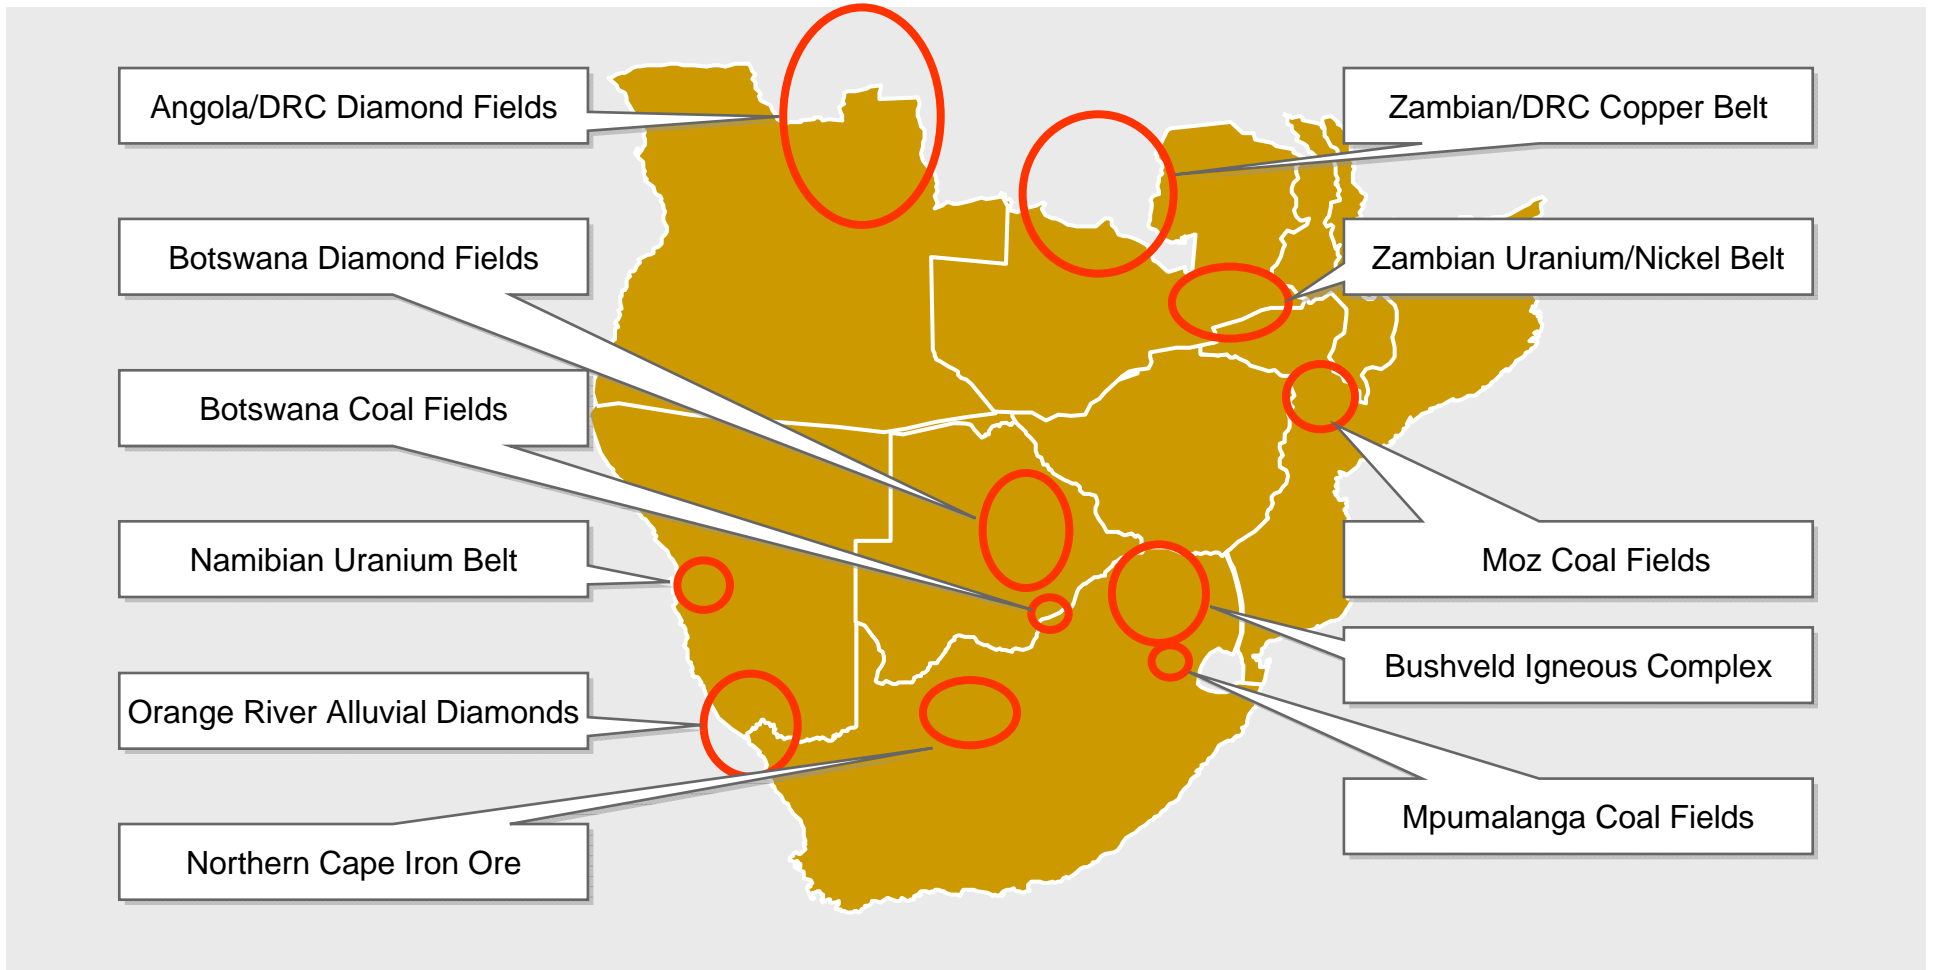 Angola/DRC Diamond Fields
Botswana Diamond Fields
Botswana Coal Fields
Namibian Uranium Belt
Orange River Alluvial Diamonds
Northern Cape Iron Ore
Zambian/DRC Copper Belt
Zambian Uranium/Nickel Belt
Moz Coal Fields
Bushveld Igneous Complex
Mpumalanga Coal Fields